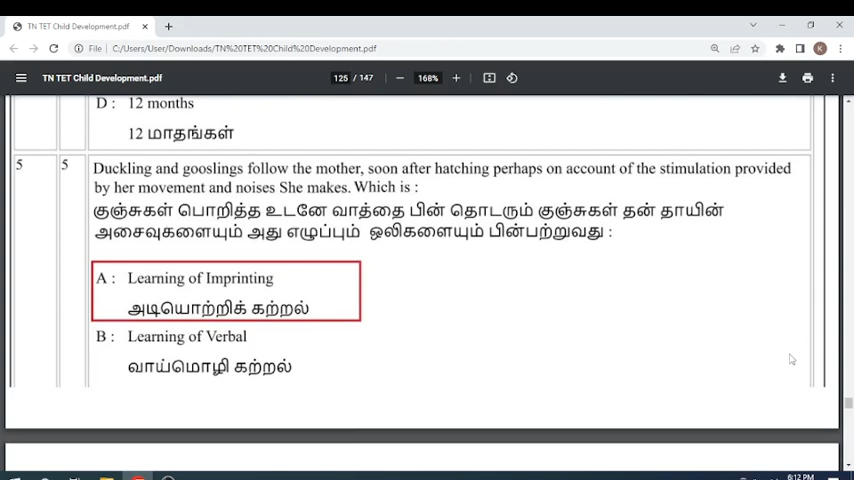 TN TET Child Development.pdf
File
C:/Users/User/Downloads/TN%20TET%20Child%20Development.pdf
K
TN TET Child Development.pdf
125 / 147
168%
D : 12 months
12 மாதங்கள்
5 5 Duckling and gooslings follow the mother, soon after hatching perhaps on account of the stimulation provided
by her movement and noises She makes. Which is :
குஞ்சுகள் பொறித்த உடனே வாத்தை பின் தொடரும் குஞ்சுகள் தன் தாயின்
அசைவுகளையும் அது எழுப்பும் ஒலிகளையும் பின்பற்றுவது :
A : Learning of Imprinting
அடியொற்றிக் கற்றல்
B : Learning of Verbal
வாய்மொழி கற்றல்
6:12 PM